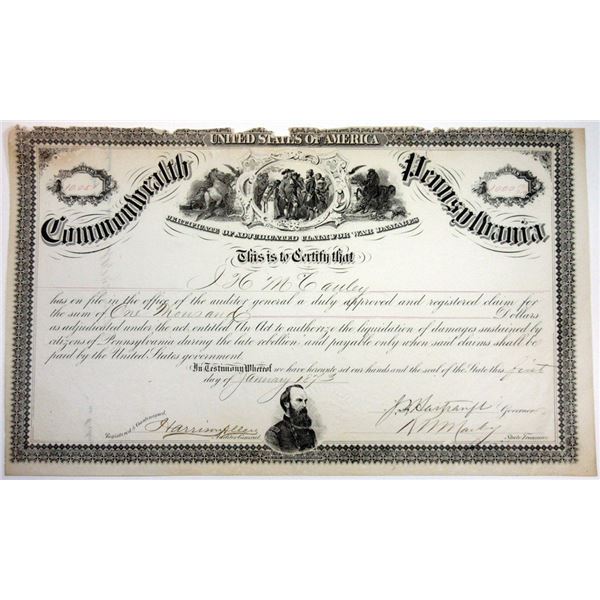 UNITED STATES OF AMERICA
Commonwealth Pennsylvania
CERTIFICATE OF ADJUDICATED CLAIM FOR WAR DAMAGES
This is to Certify that
J H McCauley
has on file in the office of the auditor general a duly approved and registered claim for
the sum of One Thousand Dollars
as adjudicated under the act, entitled "An Act to authorize the liquidation of damages sustained by
citizens of Pennsylvania during the late rebellion and payable only when said claims shall be
paid by the United States government.
In Testimony Whereof we have hereunto set our hands and the seal of the State this first
day of January 1873
Registered & Countersigned,
Harrison Allen
Auditor General.
J F Hartranft Governor
R W Mackey
State Treasurer